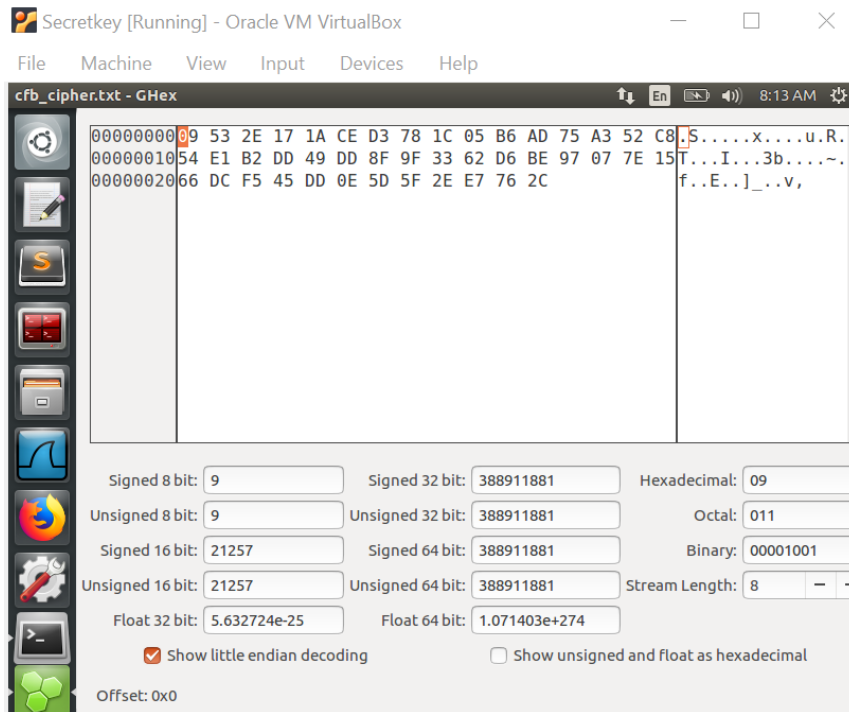 Secretkey [Running] - Oracle VM VirtualBox
File Machine View Input Devices Help
cfb_cipher.txt - GHex En 8:13 AM
00000000 09 53 2E 17 1A CE D3 78 1C 05 B6 AD 75 A3 52 C8 .S.....x....u.R.
00000010 54 E1 B2 DD 49 DD 8F 9F 33 62 D6 BE 97 07 7E 15 T...I...3b....~.
00000020 66 DC F5 45 DD 0E 5D 5F 2E E7 76 2C f..E..]_..v,
Signed 8 bit: 9 Signed 32 bit: 388911881 Hexadecimal: 09
Unsigned 8 bit: 9 Unsigned 32 bit: 388911881 Octal: 011
Signed 16 bit: 21257 Signed 64 bit: 388911881 Binary: 00001001
Unsigned 16 bit: 21257 Unsigned 64 bit: 388911881 Stream Length: 8 −
Float 32 bit: 5.632724e-25 Float 64 bit: 1.071403e+274
Show little endian decoding Show unsigned and float as hexadecimal
Offset: 0x0